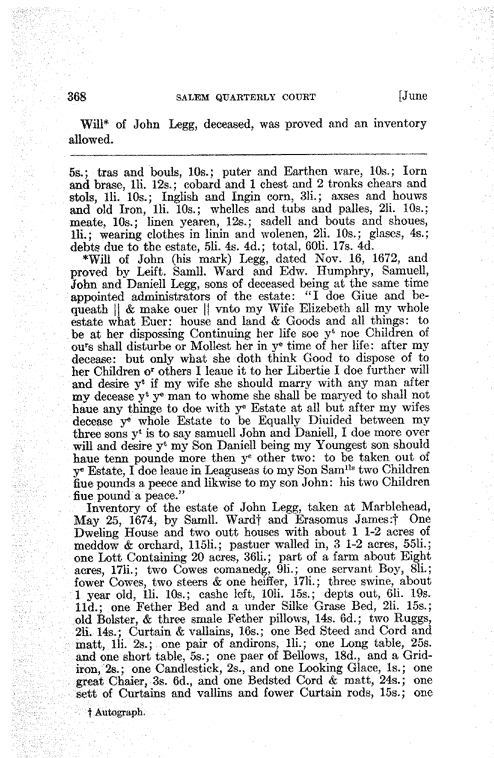 368 SALEM QUARTERLY COURT [June
Will* of John Legg, deceased, was proved and an inventory
allowed.
5s.; tras and bouls, 10s.; puter and Earthen ware, 10s.; Iorn
and brase, 1li. 12s.; cobard and 1 chest and 2 tronks chears and
stols, 1li. 10s.; Inglish and Ingin corn, 3li.; axses and houws
and old Iron, 1li. 10s.; whelles and tubs and palles, 2li. 10s.;
meate, 10s.; linen yearen, 12s.; sadell and bouts and shoues,
1li.; wearing clothes in linin and wolenen, 2li. 10s.; glases, 4s.;
debts due to the estate, 5li. 4s. 4d.; total, 60li. 17s. 4d.
*Will of John (his mark) Legg, dated Nov. 16, 1672, and
proved by Leift. Samll. Ward and Edw. Humphry, Samuell,
John and Daniell Legg, sons of deceased being at the same time
appointed administrators of the estate: "I doe Giue and be-
queath || & make ouer || vnto my Wife Elizebeth all my whole
estate what Euer: house and land & Goods and all things: to
be at her dispossing Continuing her life soe yᵗ noe Children of
ouʳs shall disturbe or Mollest her in yᵉ time of her life: after my
decease: but only what she doth think Good to dispose of to
her Children oʳ others I leaue it to her Libertie I doe further will
and desire yᵗ if my wife she should marry with any man after
my decease yᵗ yᵉ man to whome she shall be maryed to shall not
haue any thinge to doe with yᵉ Estate at all but after my wifes
decease yᵉ whole Estate to be Equally Diuided between my
three sons yᵗ is to say samuell John and Daniell, I doe more over
will and desire yᵗ my Son Daniell being my Youngest son should
haue tenn pounde more then yᵉ other two: to be taken out of
yᵉ Estate, I doe leaue in Leaguseas to my Son Samˡˡˢ two Children
fiue pounds a peece and likwise to my son John: his two Children
fiue pound a peace."
Inventory of the estate of John Legg, taken at Marblehead,
May 25, 1674, by Samll. Ward† and Erasomus James:† One
Dweling House and two outt houses with about 1 1-2 acres of
meddow & orchard, 115li.; pastuer walled in, 3 1-2 acres, 55li.;
one Lott Containing 20 acres, 36li.; part of a farm about Eight
acres, 17li.; two Cowes comanedg, 9li.; one servant Boy, 8li.;
fower Cowes, two steers & one heiffer, 17li.; three swine, about
1 year old, 1li. 10s.; cashe left, 10li. 15s.; depts out, 6li. 19s.
11d.; one Fether Bed and a under Silke Grase Bed, 2li. 15s.;
old Bolster, & three smale Fether pillows, 14s. 6d.; two Ruggs,
2li. 14s.; Curtain & vallains, 16s.; one Bed Steed and Cord and
matt, 1li. 2s.; one pair of andirons, 1li.; one Long table, 25s.
and one short table, 5s.; one paer of Bellows, 18d., and a Grid-
iron, 2s.; one Candlestick, 2s., and one Looking Glace, 1s.; one
great Chaier, 3s. 6d., and one Bedsted Cord & matt, 24s.; one
sett of Curtains and vallins and fower Curtain rods, 15s.; one
† Autograph.